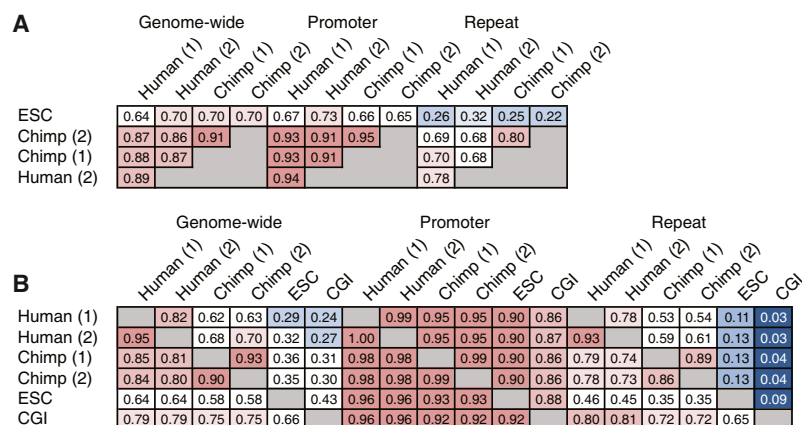 A
Genome-wide Promoter Repeat
Human (1) Human (2) Chimp (1) Chimp (2) Human (1) Human (2) Chimp (1) Chimp (2) Human (1) Human (2) Chimp (1) Chimp (2)
ESC 0.64 0.70 0.70 0.70 0.67 0.73 0.66 0.65 0.26 0.32 0.25 0.22
Chimp (2) 0.87 0.86 0.91 0.93 0.91 0.95 0.69 0.68 0.80
Chimp (1) 0.88 0.87 0.93 0.91 0.70 0.68
Human (2) 0.89 0.94 0.78
B
Genome-wide Promoter Repeat
Human (1) Human (2) Chimp (1) Chimp (2) ESC CGI Human (1) Human (2) Chimp (1) Chimp (2) ESC CGI Human (1) Human (2) Chimp (1) Chimp (2) ESC CGI
Human (1) 0.82 0.62 0.63 0.29 0.24 0.99 0.95 0.95 0.90 0.86 0.78 0.53 0.54 0.11 0.03
Human (2) 0.95 0.68 0.70 0.32 0.27 1.00 0.95 0.95 0.90 0.87 0.93 0.59 0.61 0.13 0.03
Chimp (1) 0.85 0.81 0.93 0.36 0.31 0.98 0.98 0.99 0.90 0.86 0.79 0.74 0.89 0.13 0.04
Chimp (2) 0.84 0.80 0.90 0.35 0.30 0.98 0.98 0.99 0.90 0.86 0.78 0.73 0.86 0.13 0.04
ESC 0.64 0.64 0.58 0.58 0.43 0.96 0.96 0.93 0.93 0.88 0.46 0.45 0.35 0.35 0.09
CGI 0.79 0.79 0.75 0.75 0.66 0.96 0.96 0.92 0.92 0.92 0.80 0.81 0.72 0.72 0.65